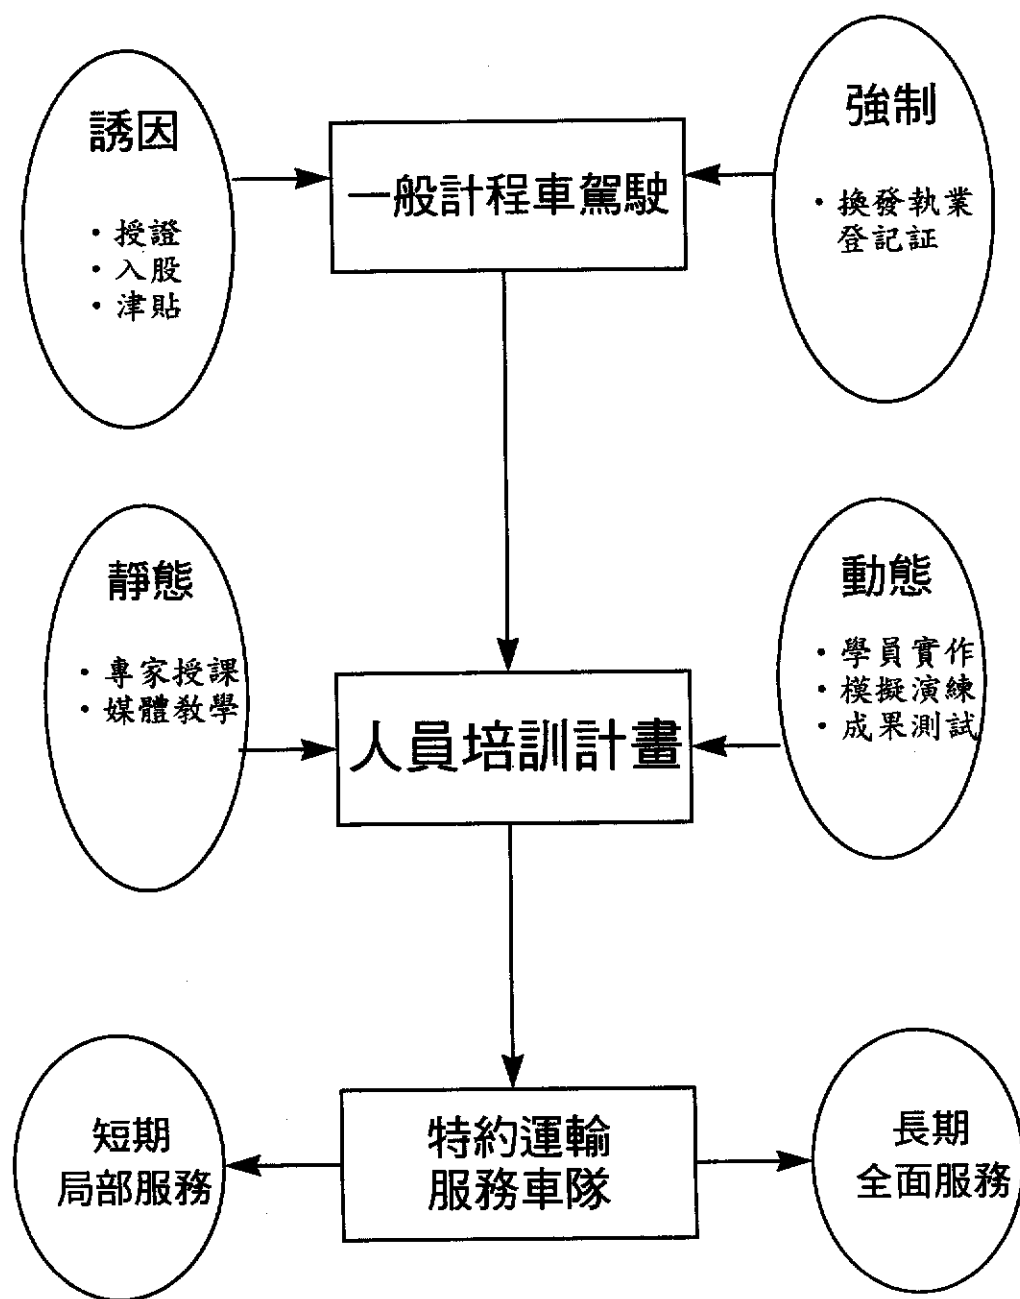 誘因
・授證
・入股
・津貼
一般計程車駕駛
強制
・換發執業
登記証
靜態
・專家授課
・媒體教學
人員培訓計畫
動態
・學員實作
・模擬演練
・成果測試
短期
局部服務
特約運輸
服務車隊
長期
全面服務